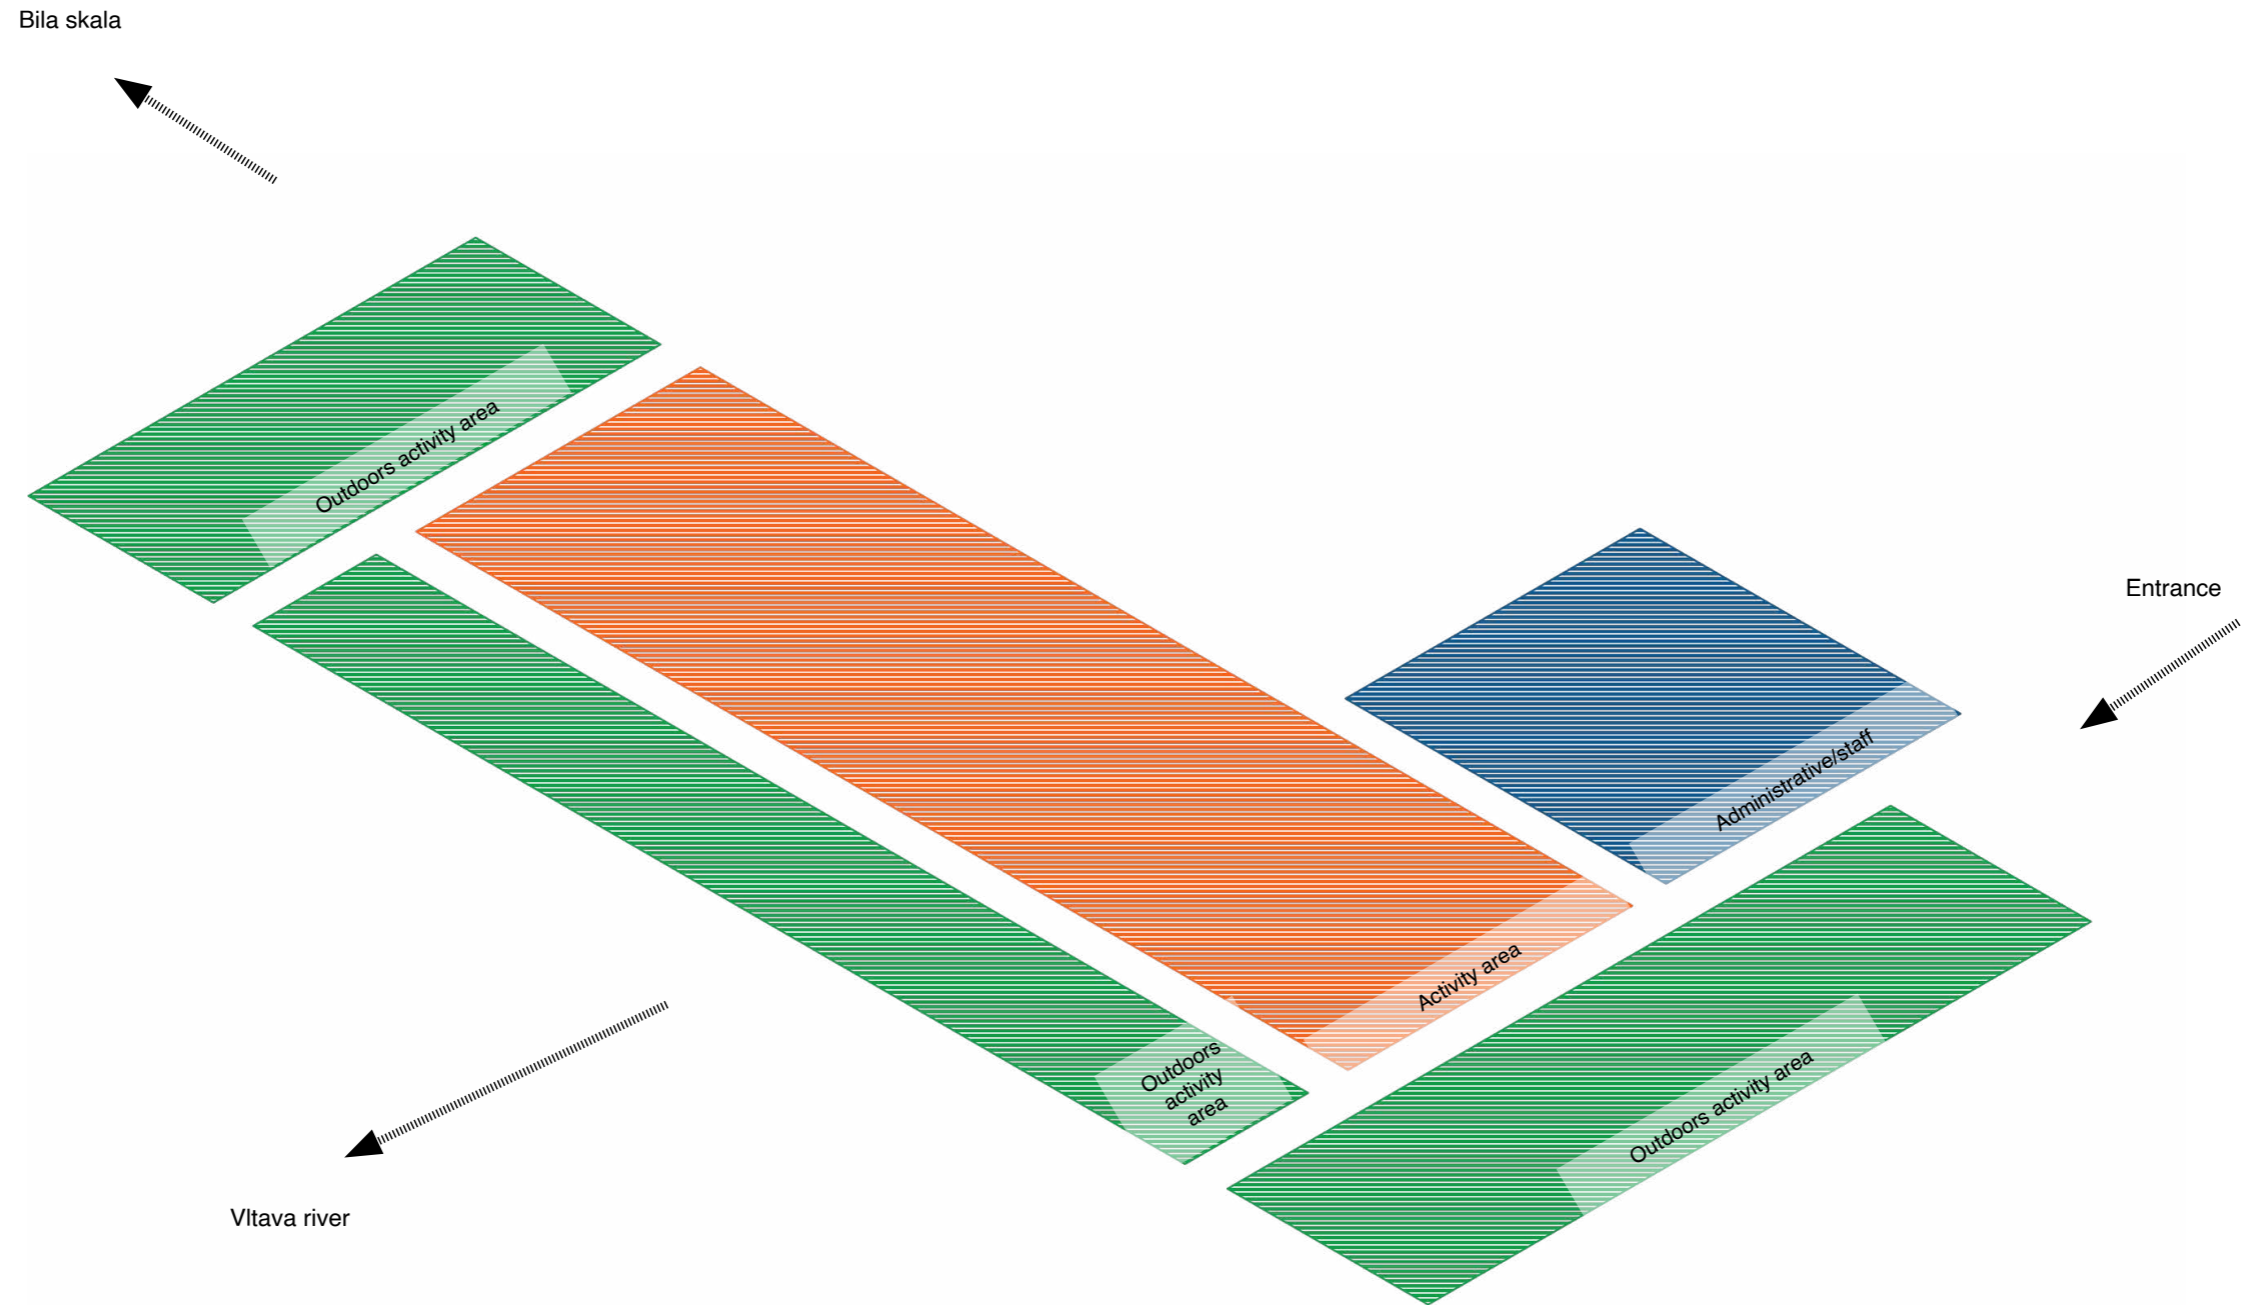 Bila skala
Outdoors activity area
Entrance
Administrative/staff
Activity area
Outdoors
activity
area
Outdoors activity area
Vltava river